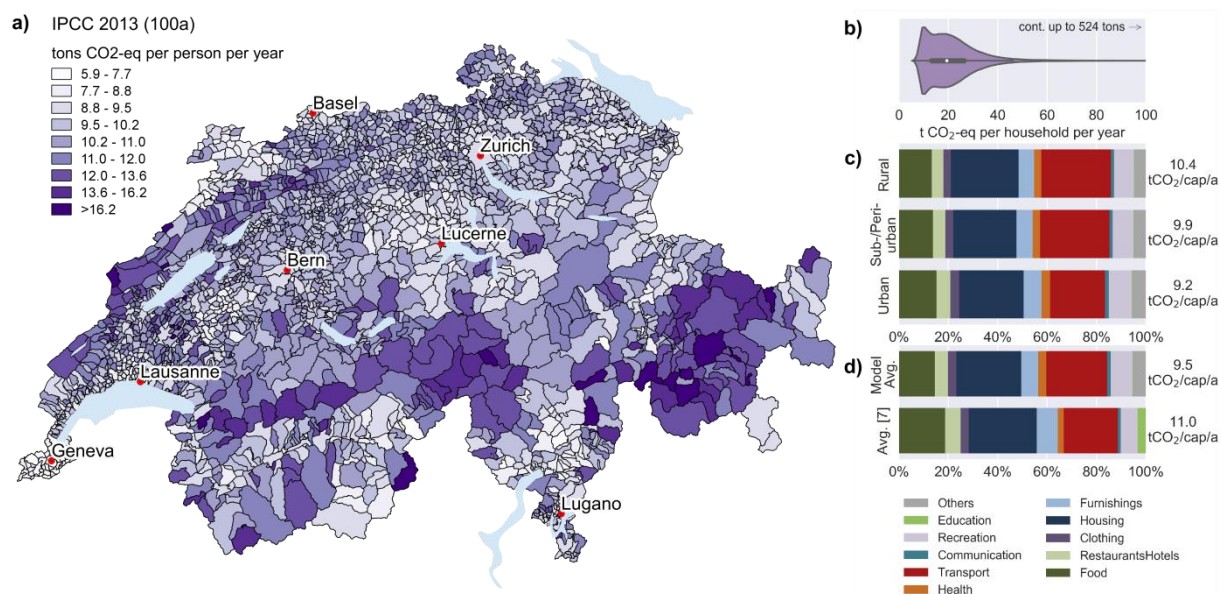 a)
IPCC 2013 (100a)
tons CO2-eq per person per year
5.9 - 7.7
7.7 - 8.8
8.8 - 9.5
9.5 - 10.2
10.2 - 11.0
11.0 - 12.0
12.0 - 13.6
13.6 - 16.2
>16.2
Basel
Zurich
Lucerne
Bern
Lausanne
Geneva
Lugano
b)
cont. up to 524 tons →
0 20 40 60 80 100
t CO₂-eq per household per year
c)
Rural
10.4
tCO₂/cap/a
Sub-/Peri-
urban
9.9
tCO₂/cap/a
Urban
9.2
tCO₂/cap/a
0% 20% 40% 60% 80% 100%
d)
Model
Avg.
9.5
tCO₂/cap/a
Avg. [7]
11.0
tCO₂/cap/a
0% 20% 40% 60% 80% 100%
Others
Education
Recreation
Communication
Transport
Health
Furnishings
Housing
Clothing
RestaurantsHotels
Food